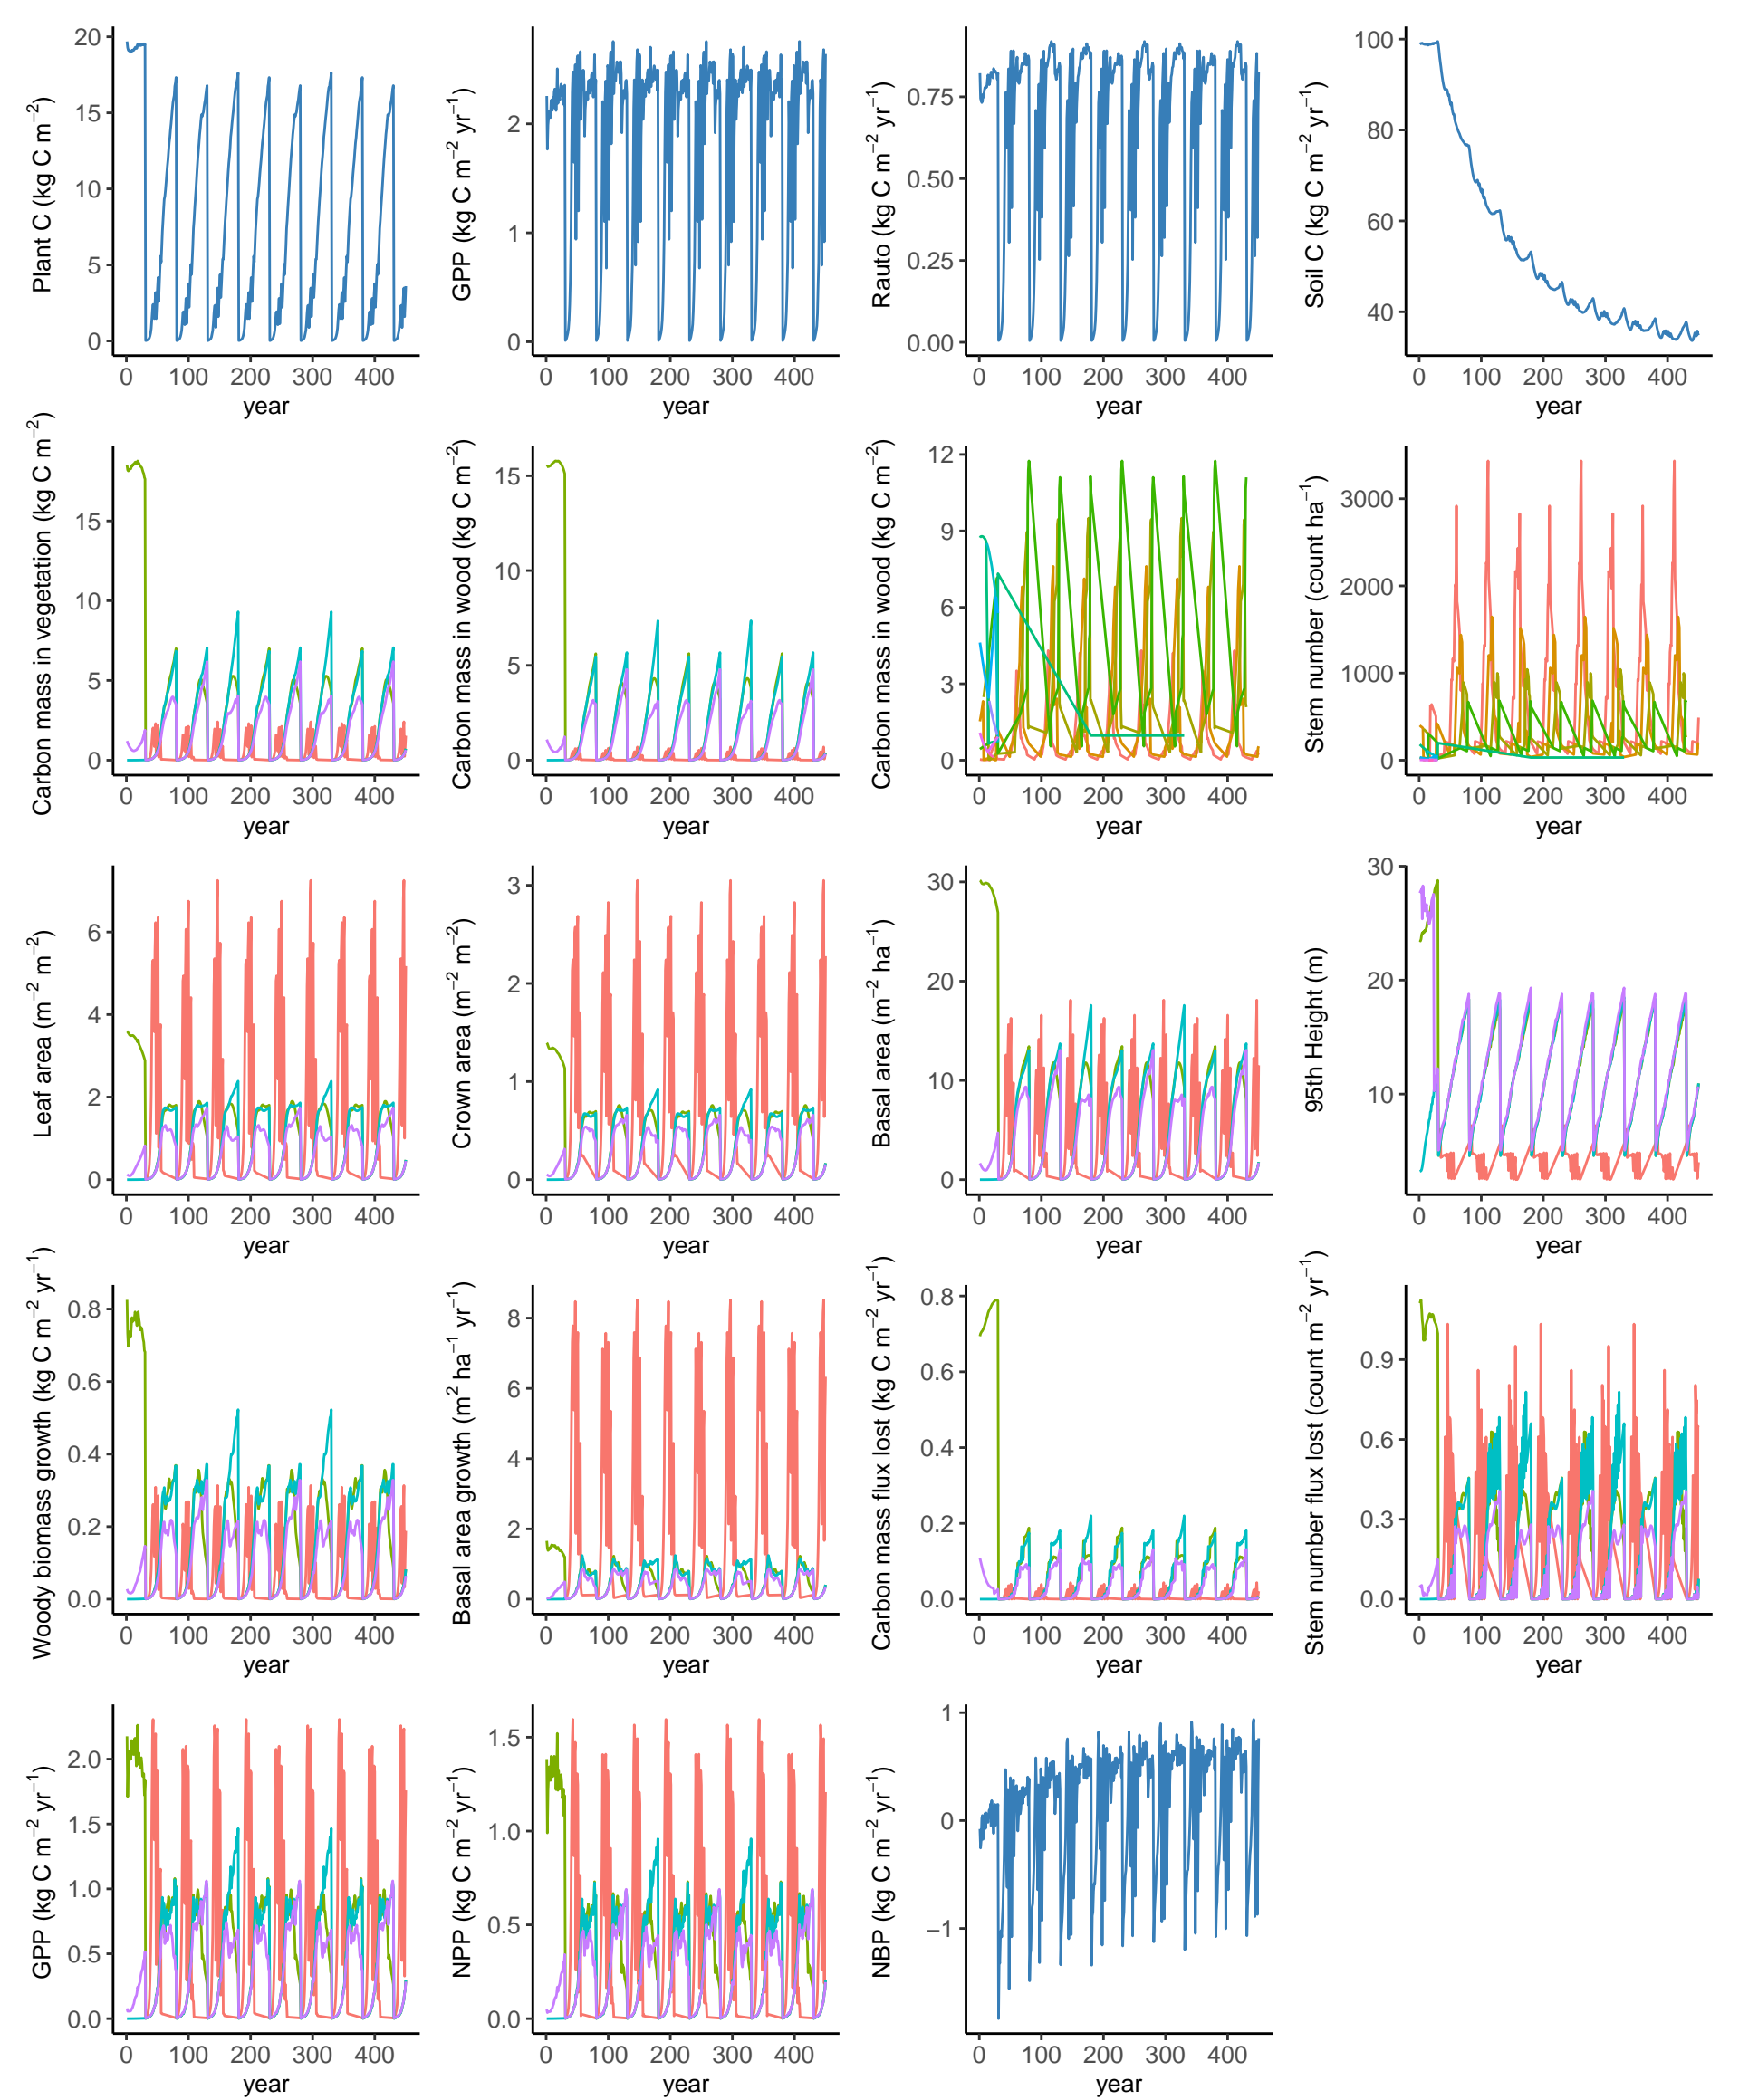 Plant C (kg C m−2)
20
15
10
5
0
0 100 200 300 400
year
GPP (kg C m−2 yr−1)
2
1
0
0 100 200 300 400
year
Rauto (kg C m−2 yr−1)
0.75
0.50
0.25
0.00
0 100 200 300 400
year
Soil C (kg C m−2 yr−1)
100
80
60
40
0 100 200 300 400
year
Carbon mass in vegetation (kg C m−2)
15
10
5
0
0 100 200 300 400
year
Carbon mass in wood (kg C m−2)
15
10
5
0
0 100 200 300 400
year
Carbon mass in wood (kg C m−2)
12
9
6
3
0
0 100 200 300 400
year
Stem number (count ha−1)
3000
2000
1000
0
0 100 200 300 400
year
Leaf area (m−2 m−2)
6
4
2
0
0 100 200 300 400
year
Crown area (m−2 m−2)
3
2
1
0
0 100 200 300 400
year
Basal area (m−2 ha−1)
30
20
10
0
0 100 200 300 400
year
95th Height (m)
30
20
10
0 100 200 300 400
year
Woody biomass growth (kg C m−2 yr−1)
0.8
0.6
0.4
0.2
0.0
0 100 200 300 400
year
Basal area growth (m2 ha−1 yr−1)
8
6
4
2
0
0 100 200 300 400
year
Carbon mass flux lost (kg C m−2 yr−1)
0.8
0.6
0.4
0.2
0.0
0 100 200 300 400
year
Stem number flux lost (count m−2 yr−1)
0.9
0.6
0.3
0.0
0 100 200 300 400
year
GPP (kg C m−2 yr−1)
2.0
1.5
1.0
0.5
0.0
0 100 200 300 400
year
NPP (kg C m−2 yr−1)
1.5
1.0
0.5
0.0
0 100 200 300 400
year
NBP (kg C m−2 yr−1)
1
0
−1
0 100 200 300 400
year